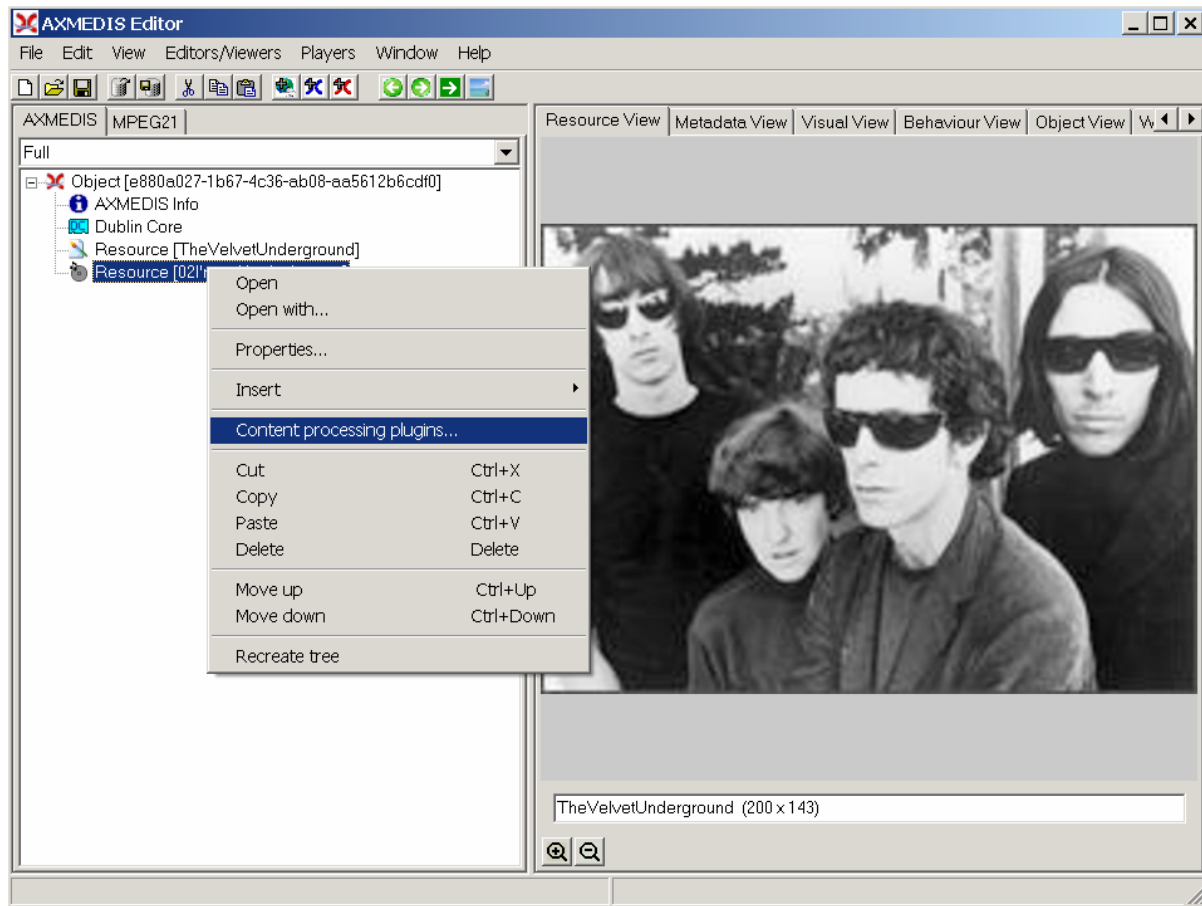 AXMEDIS Editor
File Edit View Editors/Viewers Players Window Help
AXMEDIS MPEG21
Resource View Metadata View Visual View Behaviour View Object View
Full
Object [e880a027-1b67-4c36-ab08-aa5612b6cdf0]
AXMEDIS Info
DC Dublin Core
Resource [TheVelvetUnderground]
Resource [02I'
Open
Open with...
Properties...
Insert
Content processing plugins...
Cut Ctrl+X
Copy Ctrl+C
Paste Ctrl+V
Delete Delete
Move up Ctrl+Up
Move down Ctrl+Down
Recreate tree
TheVelvetUnderground (200 x 143)